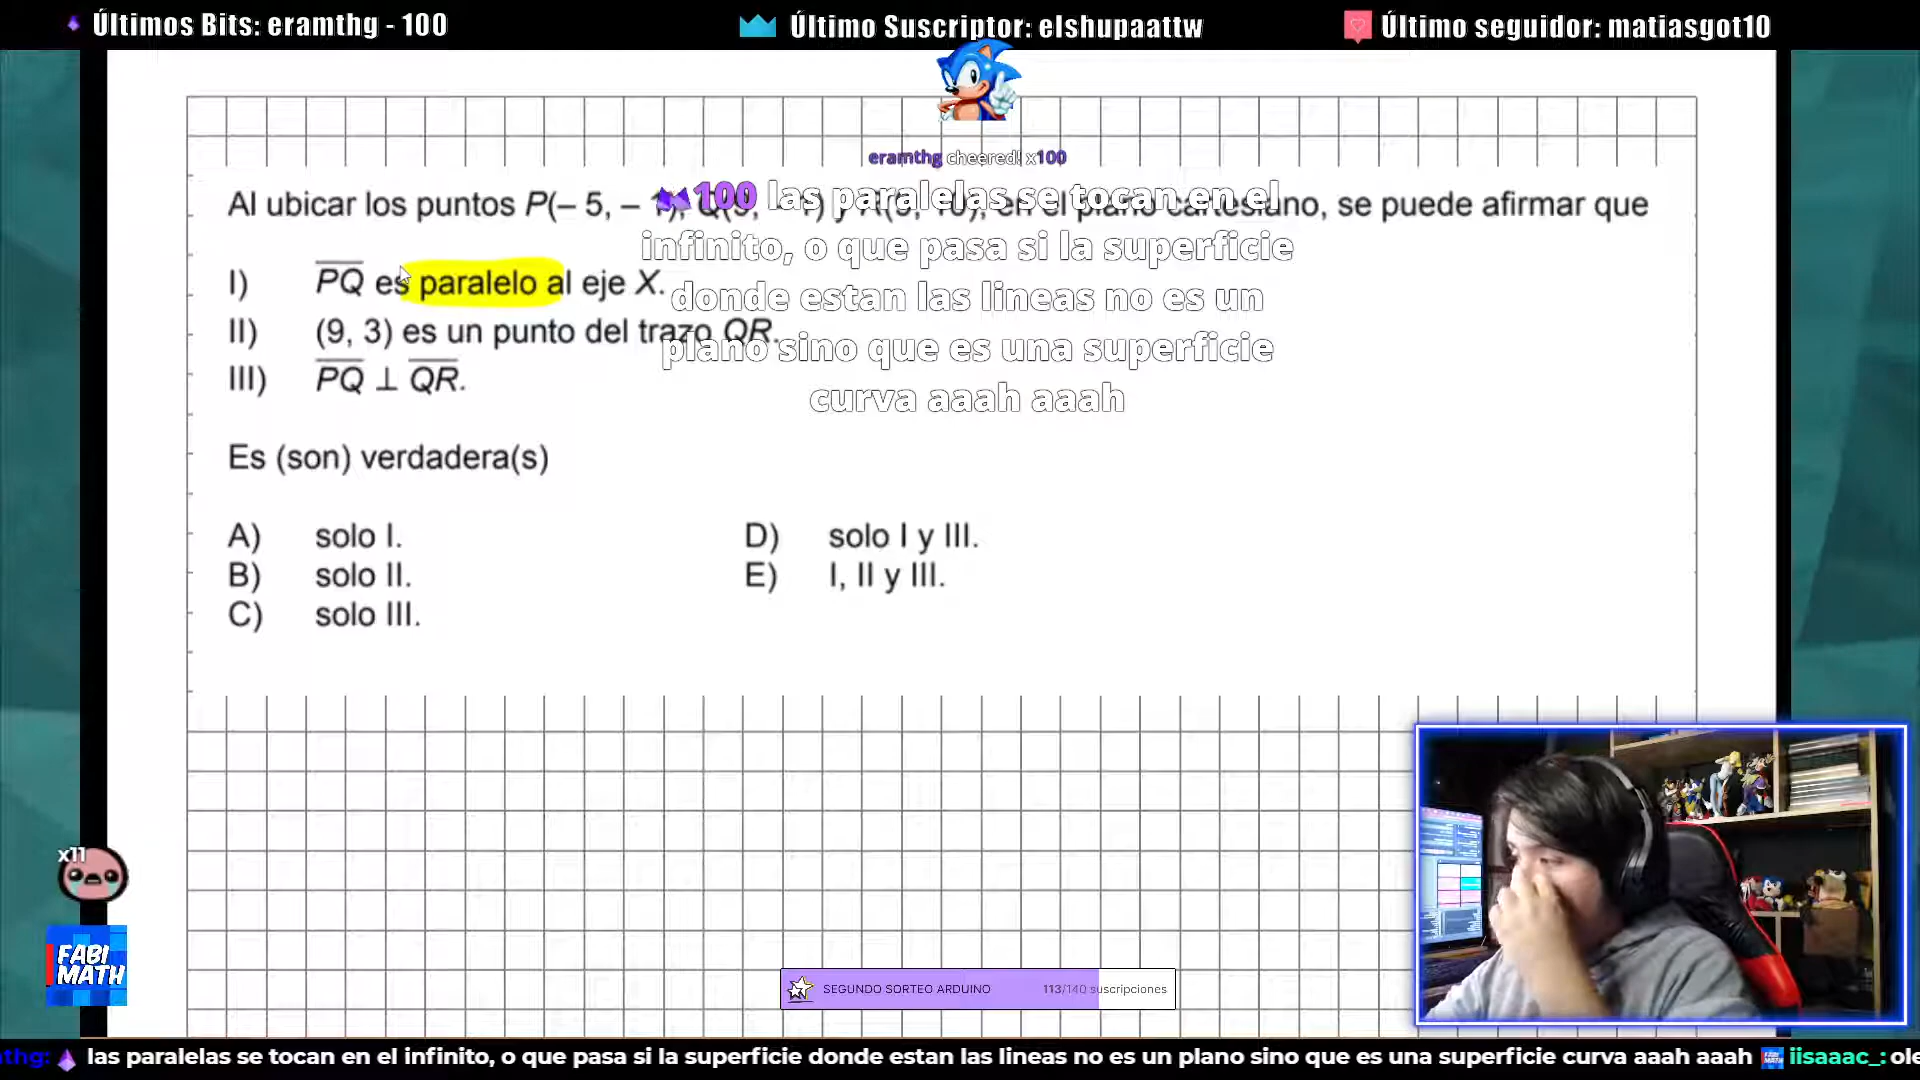 Últimos Bits: eramthg - 100
Último Suscriptor: elshupaattw
Último seguidor: matiasgot10
eramthg cheered! x100
100 las paralelas se tocan en el
infinito, o que pasa si la superficie
donde estan las lineas no es un
plano sino que es una superficie
curva aaah aaah
Al ubicar los puntos P(– 5, – en el plano cartesiano, se puede afirmar que
I) PQ es paralelo al eje X.
II) (9, 3) es un punto del trazo QR.
III) PQ ⊥ QR.
Es (son) verdadera(s)
A) solo I.
B) solo II.
C) solo III.
D) solo I y III.
E) I, II y III.
x11
FABI
MATH
SEGUNDO SORTEO ARDUINO 113/140 suscripciones
thg: las paralelas se tocan en el infinito, o que pasa si la superficie donde estan las lineas no es un plano sino que es una superficie curva aaah aaah iisaaac_: ole